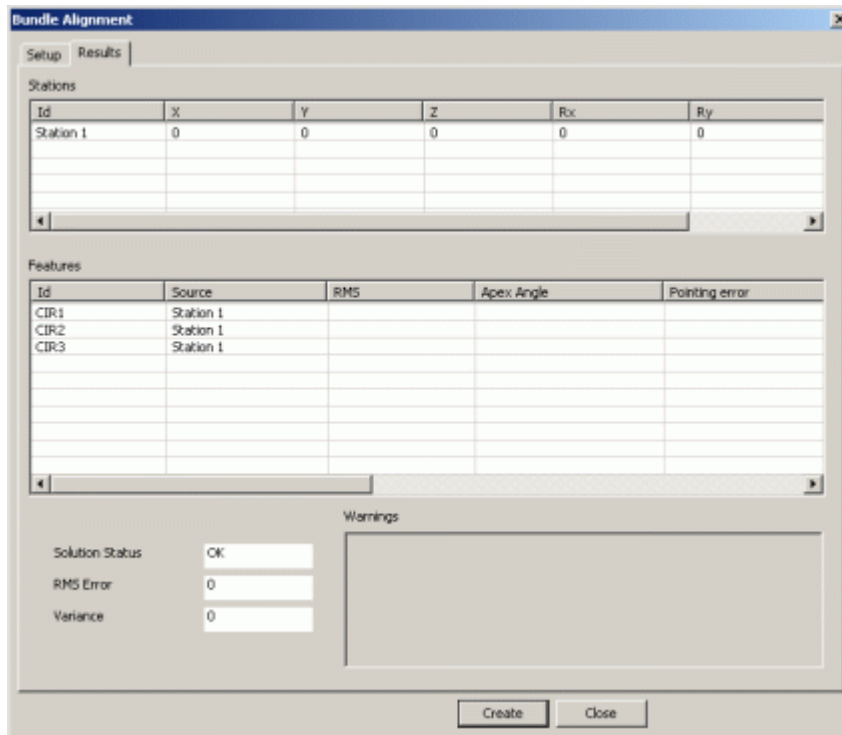 Bundle Alignment
Setup Results
Stations
Id X Y Z Rx Ry
Station 1 0 0 0 0 0
Features
Id Source RMS Apex Angle Pointing error
CIR1 Station 1
CIR2 Station 1
CIR3 Station 1
Warnings
Solution Status OK
RMS Error 0
Variance 0
Create Close